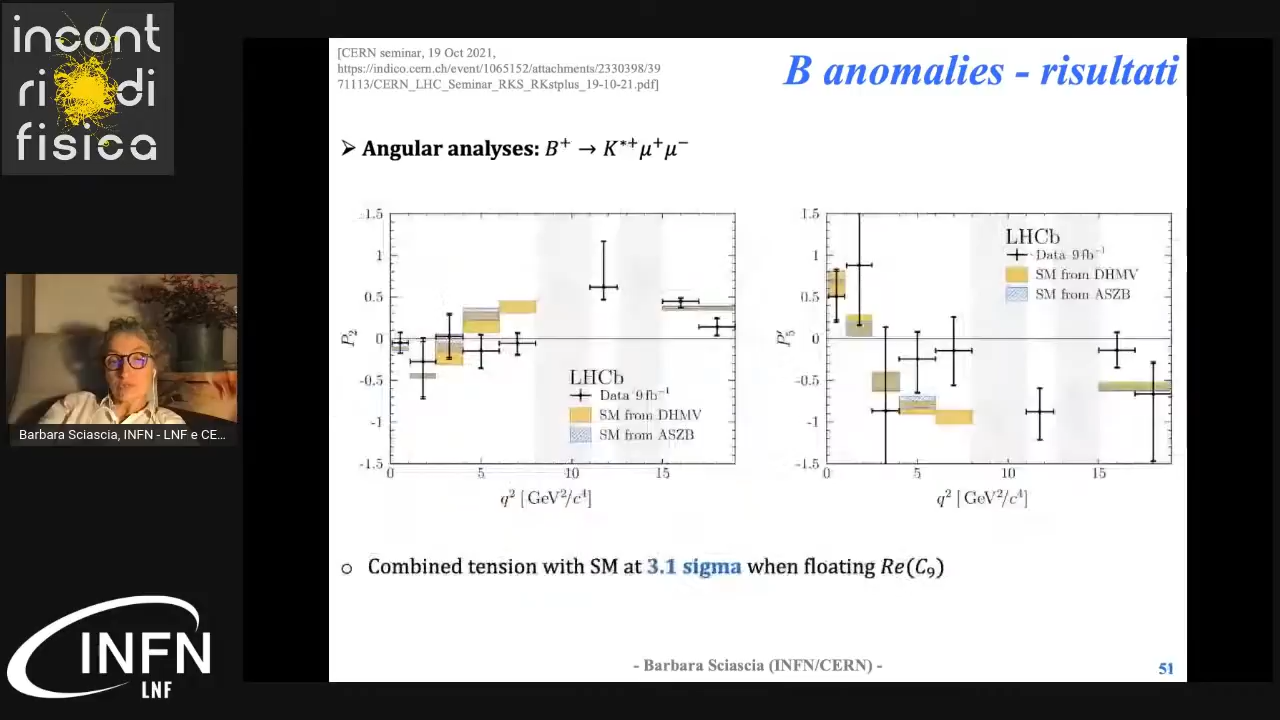 incont
ri di
fisica
[CERN seminar, 19 Oct 2021,
https://indico.cern.ch/event/1065152/attachments/2330398/39
71113/CERN_LHC_Seminar_RKS_RKstplus_19-10-21.pdf]
B anomalies - risultati
➢ Angular analyses: B⁺ → K*⁺μ⁺μ⁻
P₂
1.5
1
0.5
0
-0.5
-1
-1.5
0 5 10 15
q² [GeV²/c⁴]
LHCb
Data 9 fb⁻¹
SM from DHMV
SM from ASZB
P₅′
1.5
1
0.5
0
-0.5
-1
-1.5
0 5 10 15
q² [GeV²/c⁴]
LHCb
Data 9 fb⁻¹
SM from DHMV
SM from ASZB
Barbara Sciascia, INFN - LNF e CE...
o Combined tension with SM at 3.1 sigma when floating Re(C₉)
- Barbara Sciascia (INFN/CERN) -
51
INFN
LNF